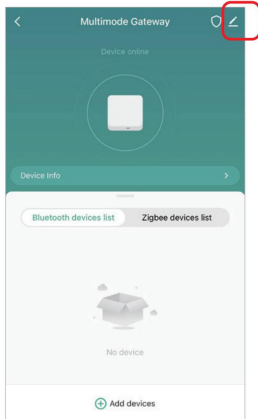 Multimode Gateway
Device online
Device Info
Bluetooth devices list
Zigbee devices list
No device
Add devices